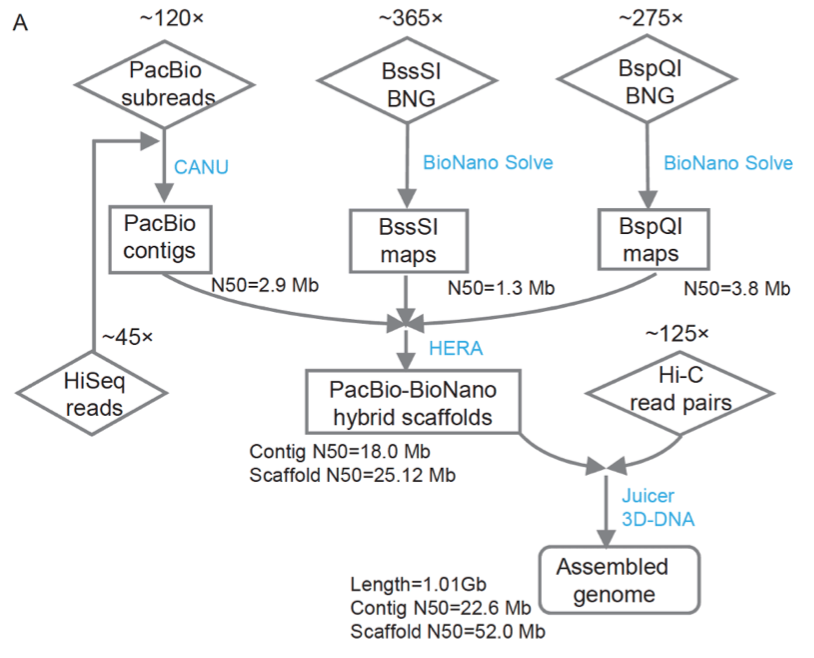 A
~120×
~365×
~275×
PacBio
subreads
BssSI
BNG
BspQI
BNG
CANU
BioNano Solve
BioNano Solve
PacBio
contigs
BssSI
maps
BspQI
maps
N50=2.9 Mb
N50=1.3 Mb
N50=3.8 Mb
~45×
HiSeq
reads
HERA
~125×
Hi-C
read pairs
PacBio-BioNano
hybrid scaffolds
Contig N50=18.0 Mb
Scaffold N50=25.12 Mb
Juicer
3D-DNA
Assembled
genome
Length=1.01Gb
Contig N50=22.6 Mb
Scaffold N50=52.0 Mb